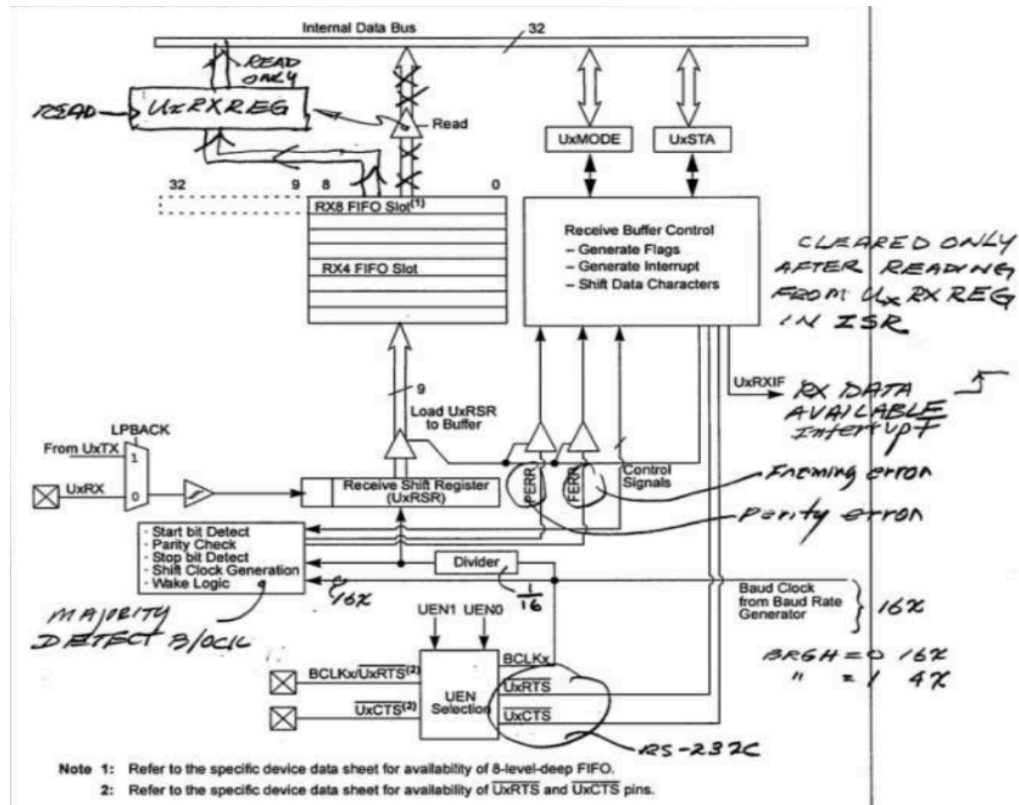 Internal Data Bus
32
READ
ONLY
READ
UxRXREG
Read
UxMODE
UxSTA
32 9 8 0
RX8 FIFO Slot(1)
RX4 FIFO Slot
Receive Buffer Control
– Generate Flags
– Generate Interrupt
– Shift Data Characters
CLEARED ONLY
AFTER READING
FROM UxRXREG
IN ISR
UxRXIF
RX DATA
AVAILABLE
Interrupt
9
Load UxRSR
to Buffer
LPBACK
From UxTX
1
UxRX
0
Receive Shift Register
(UxRSR)
PERR
FERR
Control
Signals
Framing error
Parity error
· Start bit Detect
· Parity Check
· Stop bit Detect
· Shift Clock Generation
· Wake Logic
Divider
1/16
16X
MAJORITY
DETECT BLOCK
Baud Clock
from Baud Rate
Generator
16X
BRGH = 0 16X
" = 1 4X
UEN1 UEN0
BCLKx
BCLKx/UxRTS(2)
UxRTS
UEN
Selection
UxCTS(2)
UxCTS
RS-232C
Note 1: Refer to the specific device data sheet for availability of 8-level-deep FIFO.
2: Refer to the specific device data sheet for availability of UxRTS and UxCTS pins.